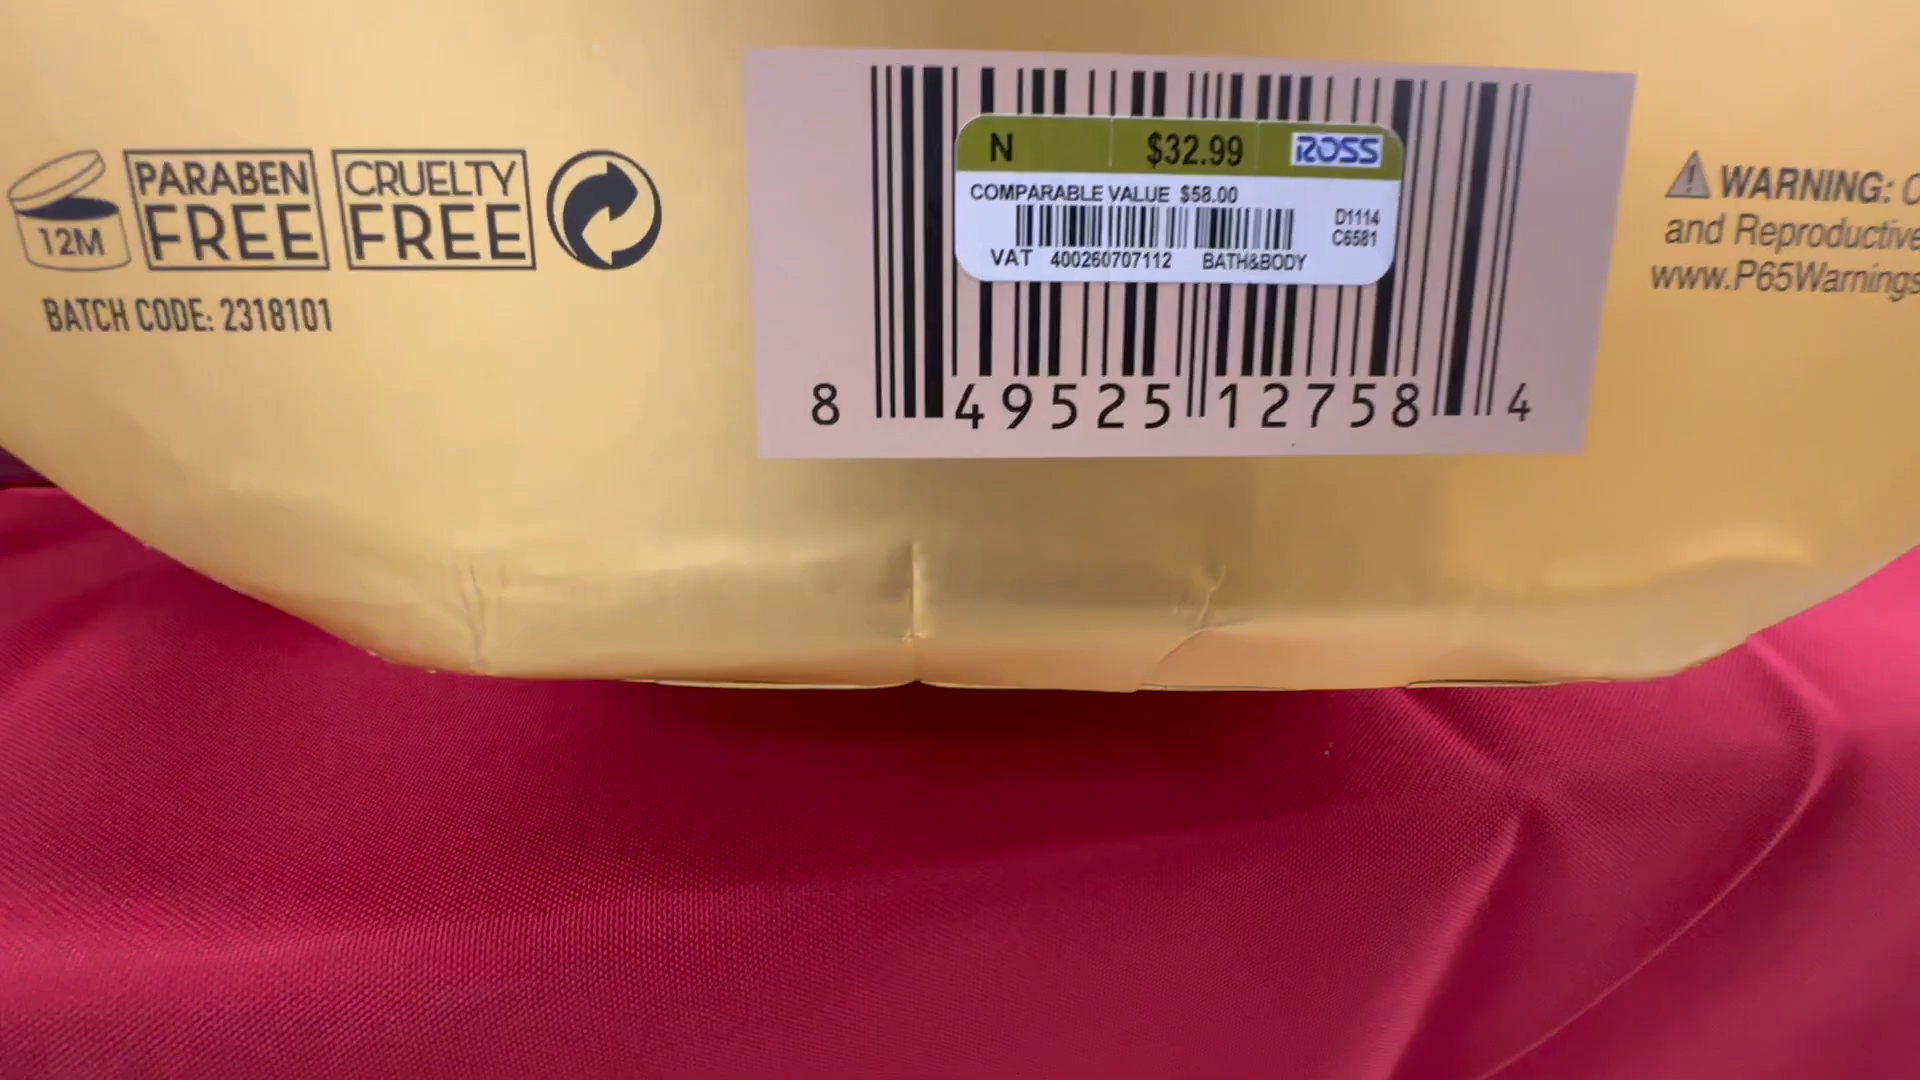 12M
PARABEN
FREE
CRUELTY
FREE
BATCH CODE: 2318101
N $32.99 ROSS
COMPARABLE VALUE $58.00
D1114
C6581
VAT 400260707112 BATH&BODY
8 49525 12758 4
WARNING:
and Reproductive
www.P65Warnings